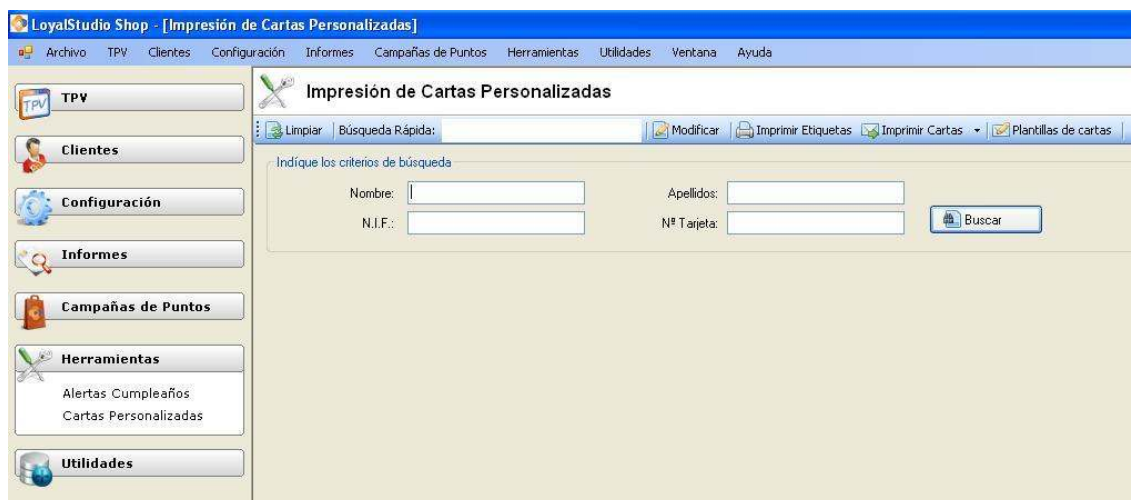 LoyalStudio Shop - [Impresión de Cartas Personalizadas]
Archivo TPV Clientes Configuración Informes Campañas de Puntos Herramientas Utilidades Ventana Ayuda
TPV
TPV
Clientes
Configuración
Informes
Campañas de Puntos
Herramientas
Alertas Cumpleaños
Cartas Personalizadas
Utilidades
Impresión de Cartas Personalizadas
Limpiar Búsqueda Rápida: Modificar Imprimir Etiquetas Imprimir Cartas Plantillas de cartas
Indíque los criterios de búsqueda
Nombre: Apellidos:
N.I.F.: Nº Tarjeta: Buscar